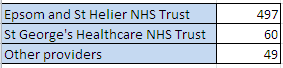 Epsom and St Helier NHS Trust 497
St George's Healthcare NHS Trust 60
Other providers 49